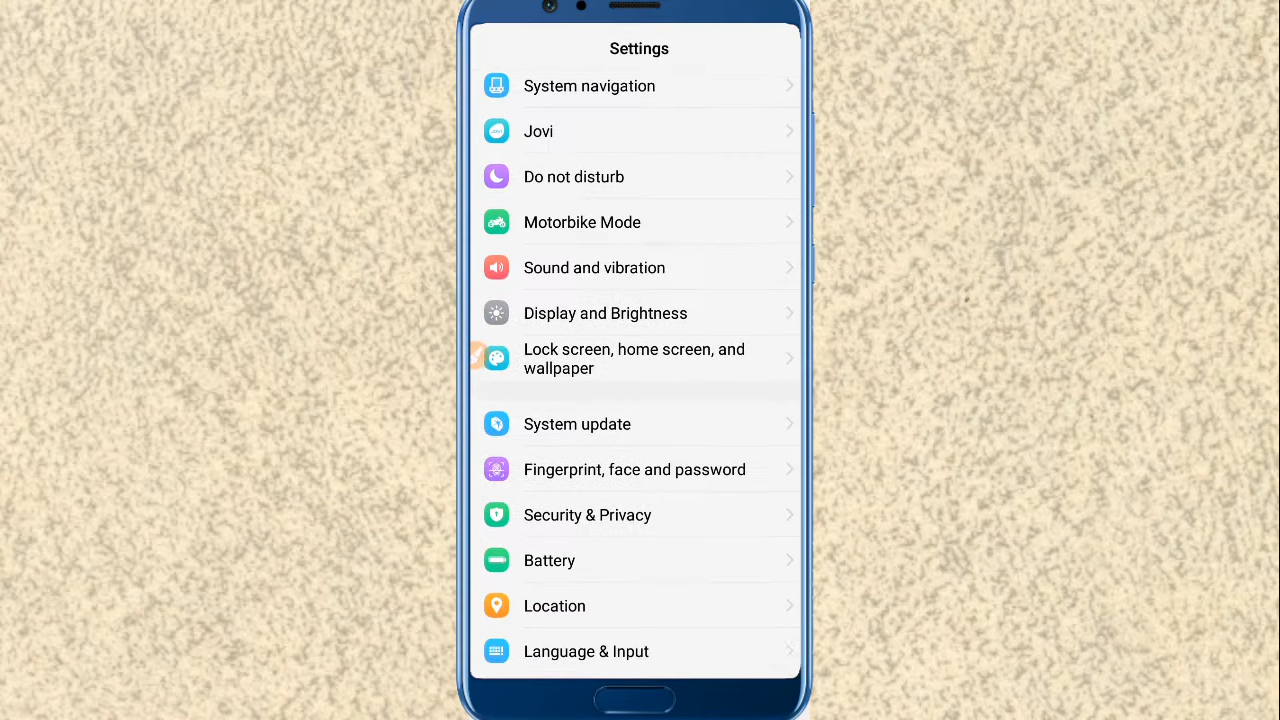 Settings
System navigation
Jovi
Do not disturb
Motorbike Mode
Sound and vibration
Display and Brightness
Lock screen, home screen, and
wallpaper
System update
Fingerprint, face and password
Security & Privacy
Battery
Location
Language & Input